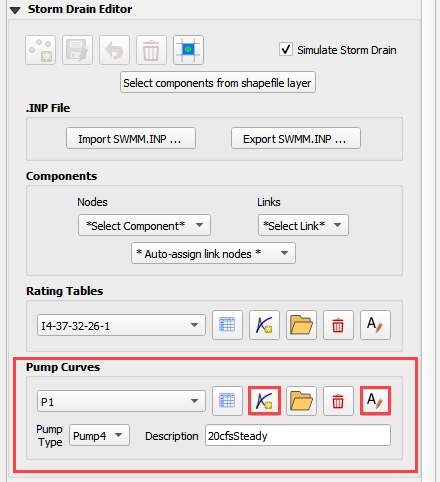 Storm Drain Editor
Simulate Storm Drain
Select components from shapefile layer
.INP File
Import SWMM.INP ...
Export SWMM.INP ...
Components
Nodes
Links
*Select Component*
*Select Link*
* Auto-assign link nodes *
Rating Tables
I4-37-32-26-1
Pump Curves
P1
Pump Type
Pump4
Description
20cfsSteady